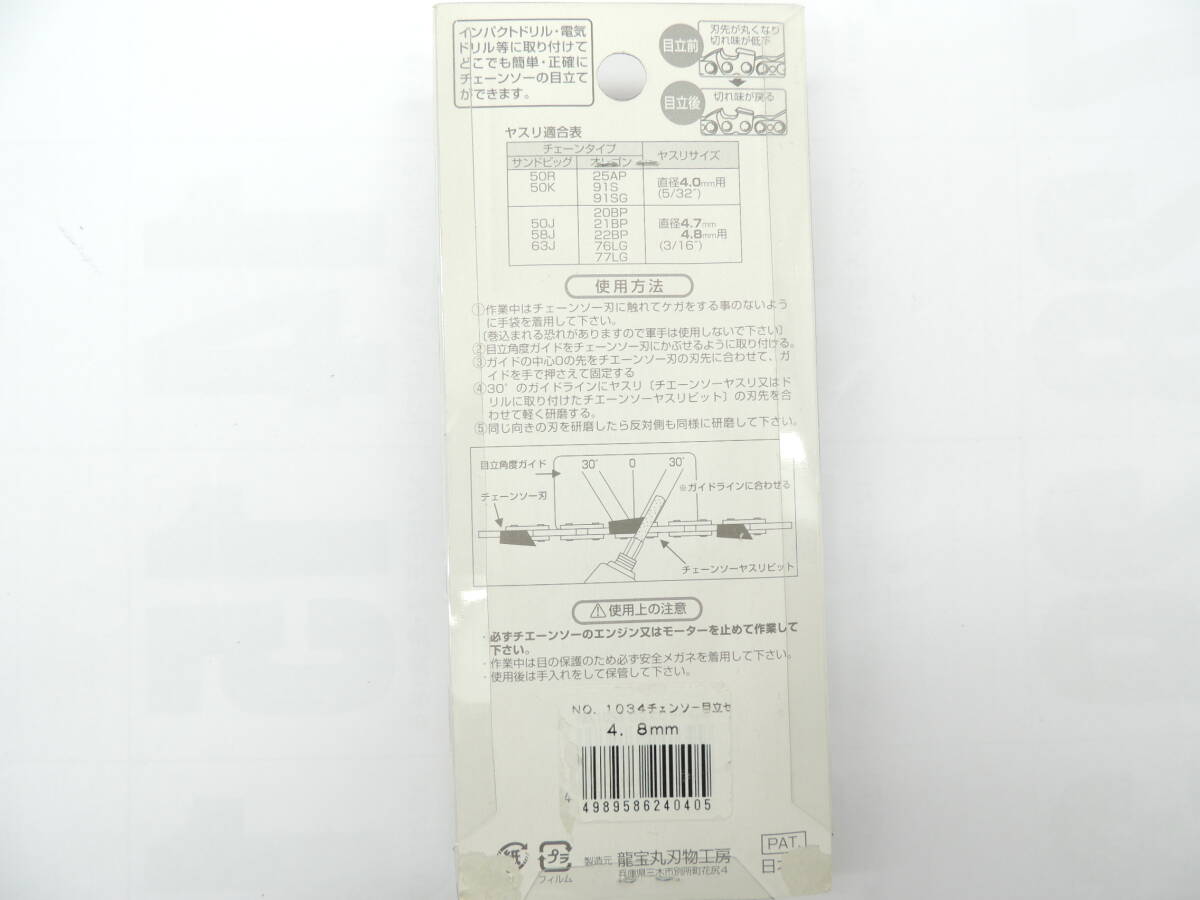 インパクトドリル・電気
ドリル等に取り付けて
どこでも簡単・正確に
チェーンソーの目立て
ができます。
目立前
刃先が丸くなり
切れ味が低下
目立後
切れ味が戻る
ヤスリ適合表
チェーンタイプ
ヤスリサイズ
サンドビッグ
オレゴン
50R
50K
25AP
91S
91SG
直径4.0mm用
(5/32″)
50J
58J
63J
20BP
21BP
22BP
76LG
77LG
直径4.7mm
4.8mm用
(3/16″)
使用方法
①作業中はチェーンソー刃に触れてケガをする事のないよう
に手袋を着用して下さい。
〔巻込まれる恐れがありますので軍手は使用しないで下さい〕
②目立角度ガイドをチェーンソー刃にかぶせるように取り付ける。
③ガイドの中心0の先をチエーンソー刃の刃先に合わせて、ガ
イドを手で押さえて固定する
④30°のガイドラインにヤスリ〔チエーンソーヤスリ又はド
リルに取り付けたチエーンソーヤスリビット〕の刃先を合
わせて軽く研磨する。
⑤同じ向きの刃を研磨したら反対側も同様に研磨して下さい。
目立角度ガイド
30°
0
30°
※ガイドラインに合わせる
チェーンソー刃
チェーンソーヤスリビット
⚠使用上の注意
・必ずチエーンソーのエンジン又はモーターを止めて作業して
下さい。
・作業中は目の保護のため必ず安全メガネを着用して下さい。
・使用後は手入れをして保管して下さい。
NO. 1034チェンソー目立セ
4. 8mm
4
4989586240405
紙
プラ
フィルム
製造元 龍宝丸刃物工房
兵庫県三木市別所町花尻4
PAT.
日